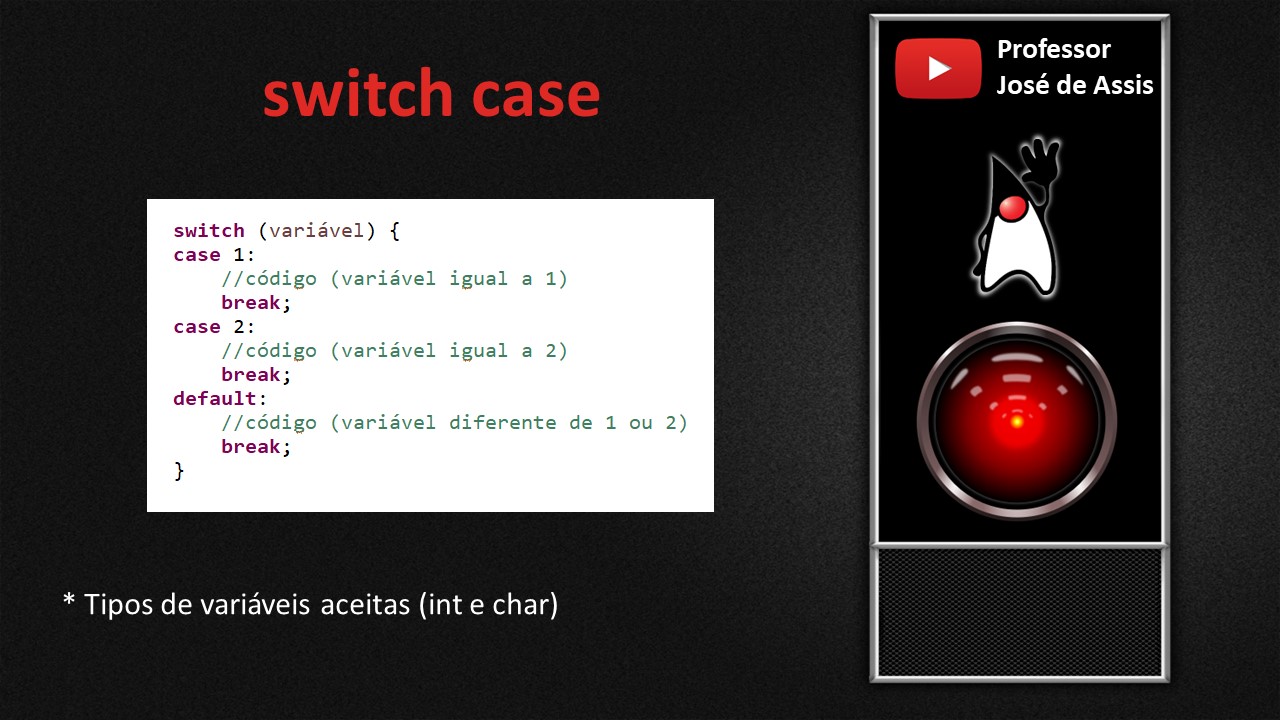 switch case
Professor
José de Assis
switch (variável) {
case 1:
    //código (variável igual a 1)
    break;
case 2:
    //código (variável igual a 2)
    break;
default:
    //código (variável diferente de 1 ou 2)
    break;
}
* Tipos de variáveis aceitas (int e char)